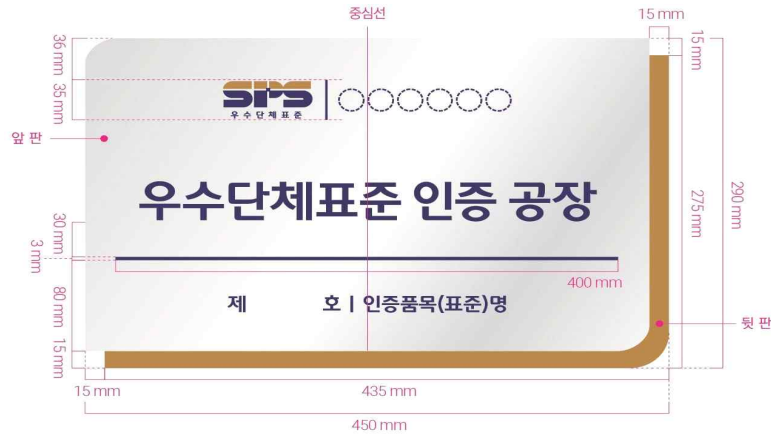 중심선
15 mm
36 mm
15 mm
35 mm
SPS
우수단체표준
앞 판
우수단체표준 인증 공장
30 mm
3 mm
275 mm
290 mm
400 mm
80 mm
제 호 | 인증품목(표준)명
뒷 판
15 mm
15 mm
435 mm
450 mm